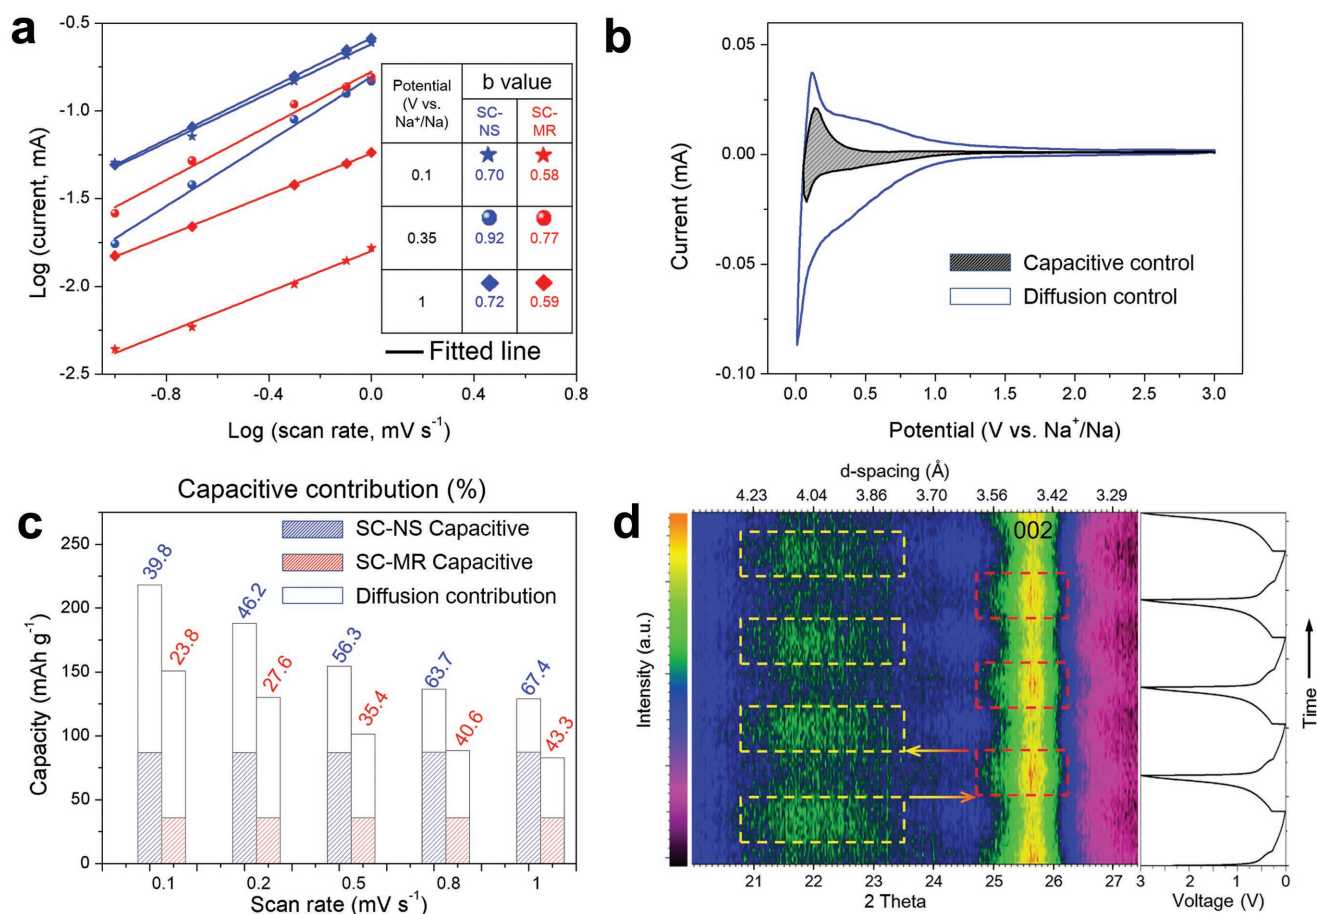 a
-0.5
-1.0
-1.5
-2.0
-2.5
Log (current, mA)
-0.8
-0.4
0.0
0.4
0.8
Log (scan rate, mV s⁻¹)
Potential
(V vs.
Na⁺/Na)
b value
SC-
NS
SC-
MR
0.1
0.70
0.58
0.35
0.92
0.77
1
0.72
0.59
Fitted line
b
0.05
0.00
-0.05
-0.10
Current (mA)
Capacitive control
Diffusion control
0.0
0.5
1.0
1.5
2.0
2.5
3.0
Potential (V vs. Na⁺/Na)
c
Capacitive contribution (%)
SC-NS Capacitive
SC-MR Capacitive
Diffusion contribution
250
200
150
100
50
0
Capacity (mAh g⁻¹)
39.8
23.8
46.2
27.6
56.3
35.4
63.7
40.6
67.4
43.3
0.1
0.2
0.5
0.8
1
Scan rate (mV s⁻¹)
d
d-spacing (Å)
4.23
4.04
3.86
3.70
3.56
3.42
3.29
002
Intensity (a.u.)
21
22
23
24
25
26
27
2 Theta
3
2
1
0
Voltage (V)
Time